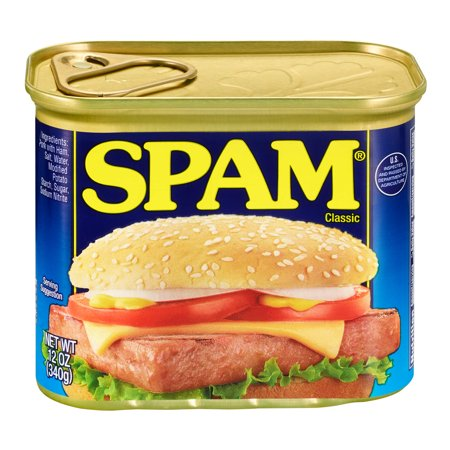 Ingredients:
Pork with Ham,
Salt, Water,
Modified
Potato
Starch, Sugar,
Sodium Nitrite
SPAM®
Classic
U.S.
INSPECTED
AND PASSED BY
DEPARTMENT OF
AGRICULTURE
Serving
Suggestion
NET WT
12 OZ
(340g)